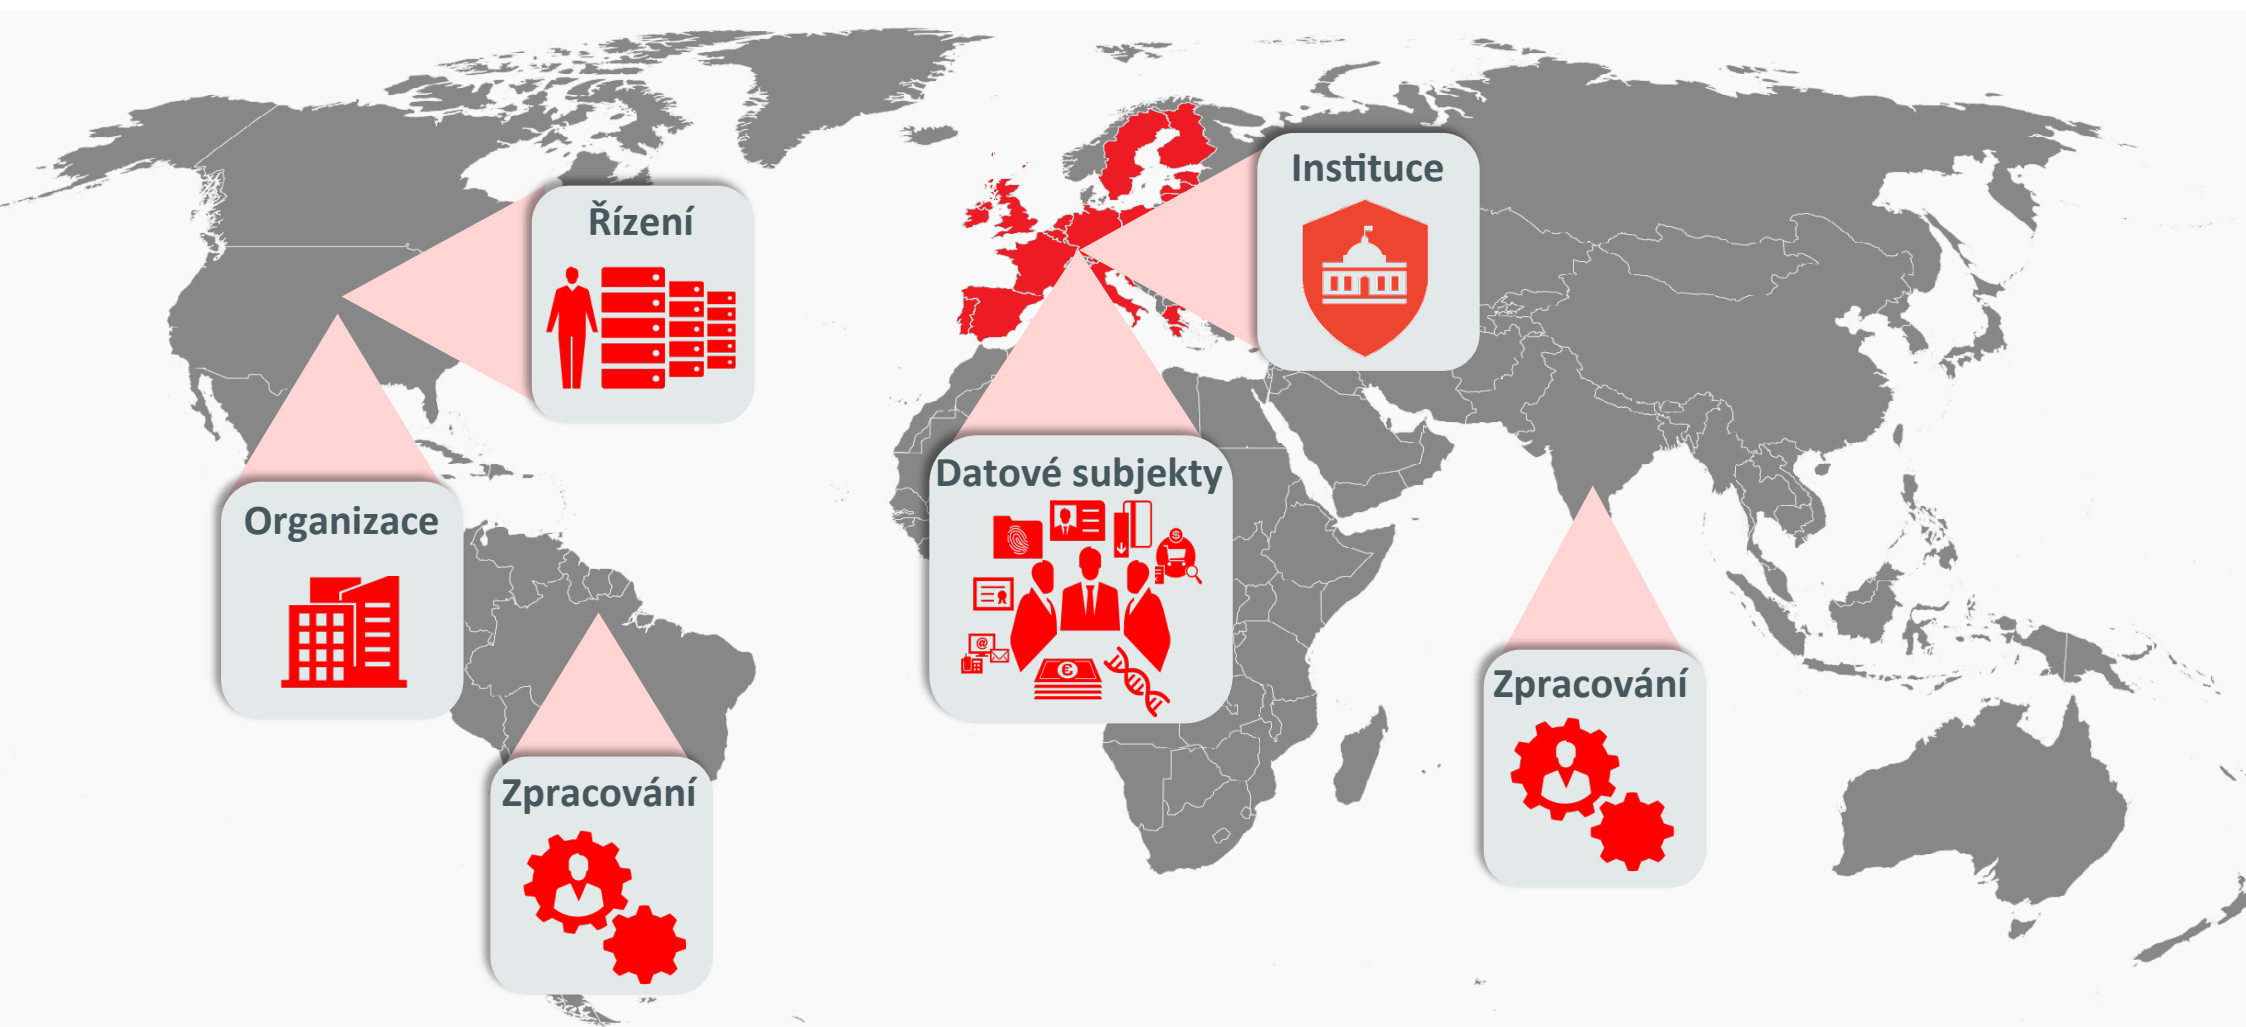 Instituce
Řízení
Datové subjekty
Organizace
Zpracování
Zpracování